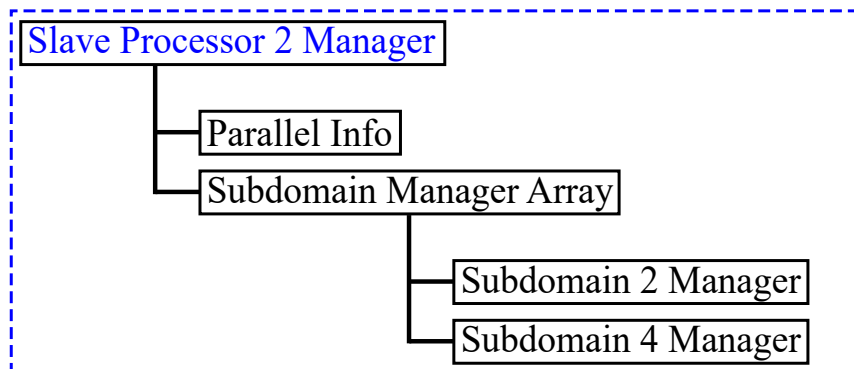 Slave Processor 2 Manager
Parallel Info
Subdomain Manager Array
Subdomain 2 Manager
Subdomain 4 Manager